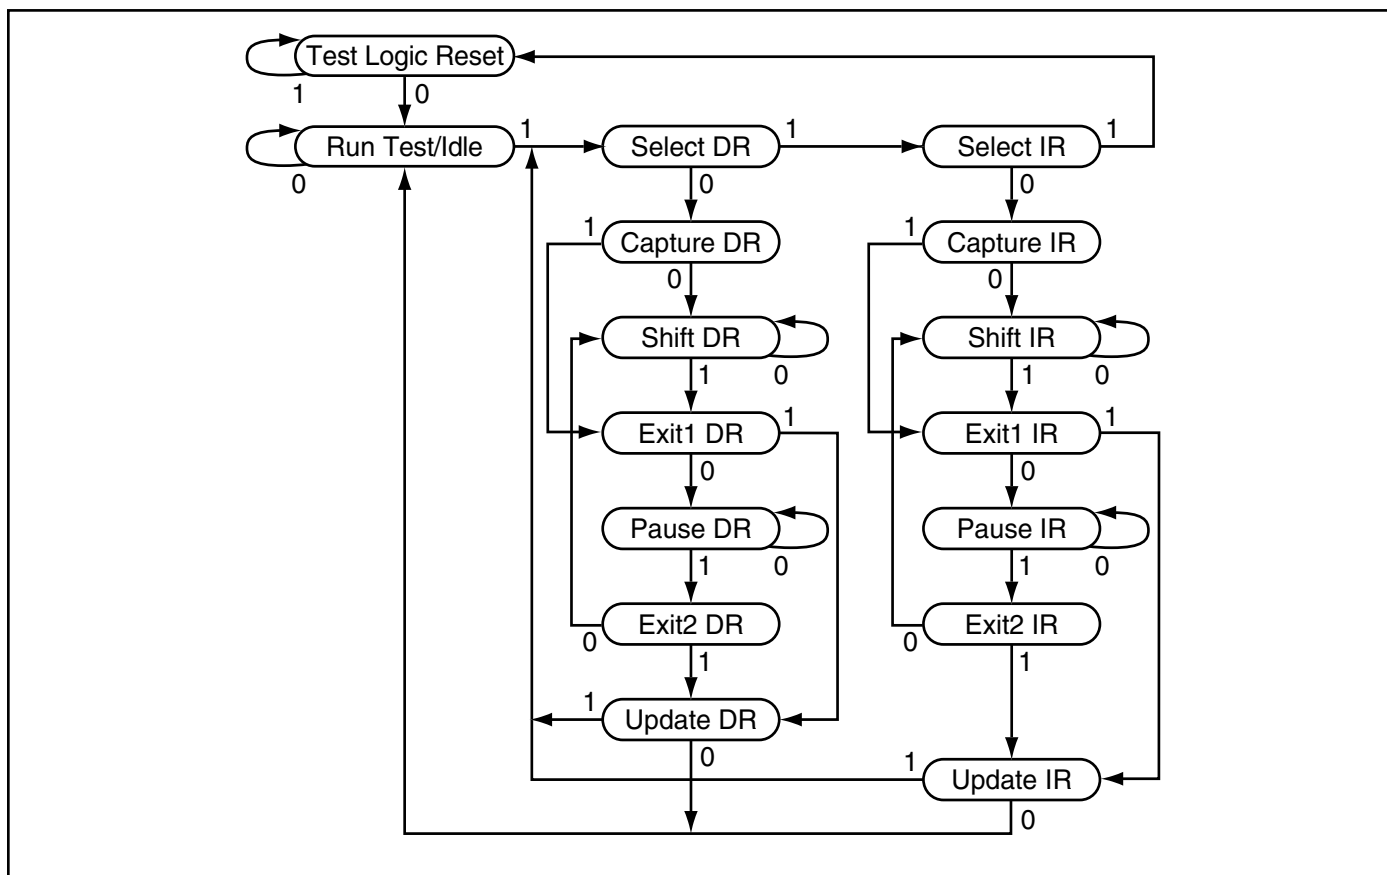 Test Logic Reset
1
0
Run Test/Idle
0
1
Select DR
1
Select IR
1
0
0
1
Capture DR
0
1
Capture IR
0
Shift DR
1
0
Shift IR
1
0
Exit1 DR
1
0
Exit1 IR
1
0
Pause DR
1
0
Pause IR
1
0
Exit2 DR
0
1
Exit2 IR
0
1
1
Update DR
0
1
Update IR
0